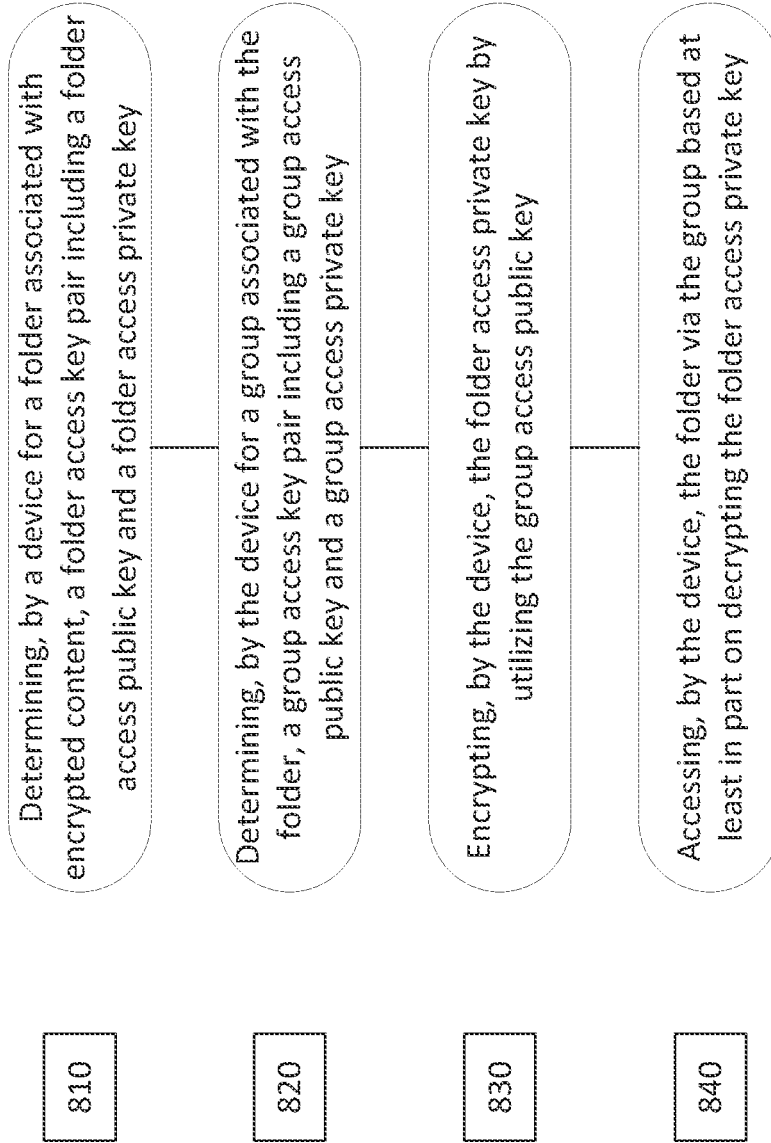 810
Determining, by a device for a folder associated with
encrypted content, a folder access key pair including a folder
access public key and a folder access private key
820
Determining, by the device for a group associated with the
folder, a group access key pair including a group access
public key and a group access private key
830
Encrypting, by the device, the folder access private key by
utilizing the group access public key
840
Accessing, by the device, the folder via the group based at
least in part on decrypting the folder access private key